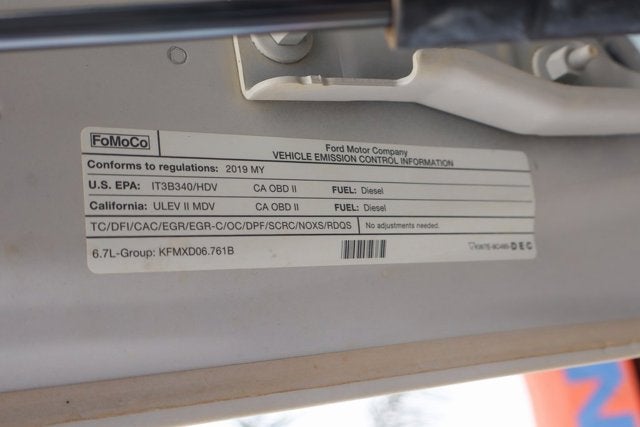 FoMoCo
Ford Motor Company
VEHICLE EMISSION CONTROL INFORMATION
Conforms to regulations: 2019 MY
U.S. EPA: IT3B340/HDV CA OBD II FUEL: Diesel
California: ULEV II MDV CA OBD II FUEL: Diesel
TC/DFI/CAC/EGR/EGR-C/OC/DPF/SCRC/NOXS/RDQS No adjustments needed.
6.7L-Group: KFMXD06.761B
DEC